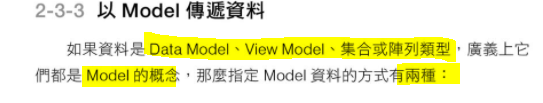 2-3-3 以 Model 傳遞資料
如果資料是 Data Model、View Model、集合或陣列類型，廣義上它
們都是 Model 的概念，那麼指定 Model 資料的方式有兩種：